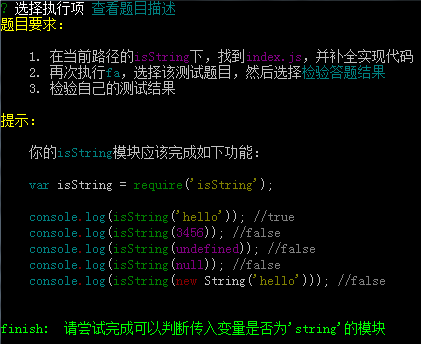 ? 选择执行项 查看题目描述
题目要求:
1. 在当前路径的isString下，找到index.js，并补全实现代码
2. 再次执行fa，选择该测试题目，然后选择检验答题结果
3. 检验自己的测试结果
提示:
你的isString模块应该完成如下功能:
var isString = require('isString');
console.log(isString('hello')); //true
console.log(isString(3456)); //false
console.log(isString(undefined)); //false
console.log(isString(null)); //false
console.log(isString(new String('hello'))); //false
finish: 请尝试完成可以判断传入变量是否为'string'的模块